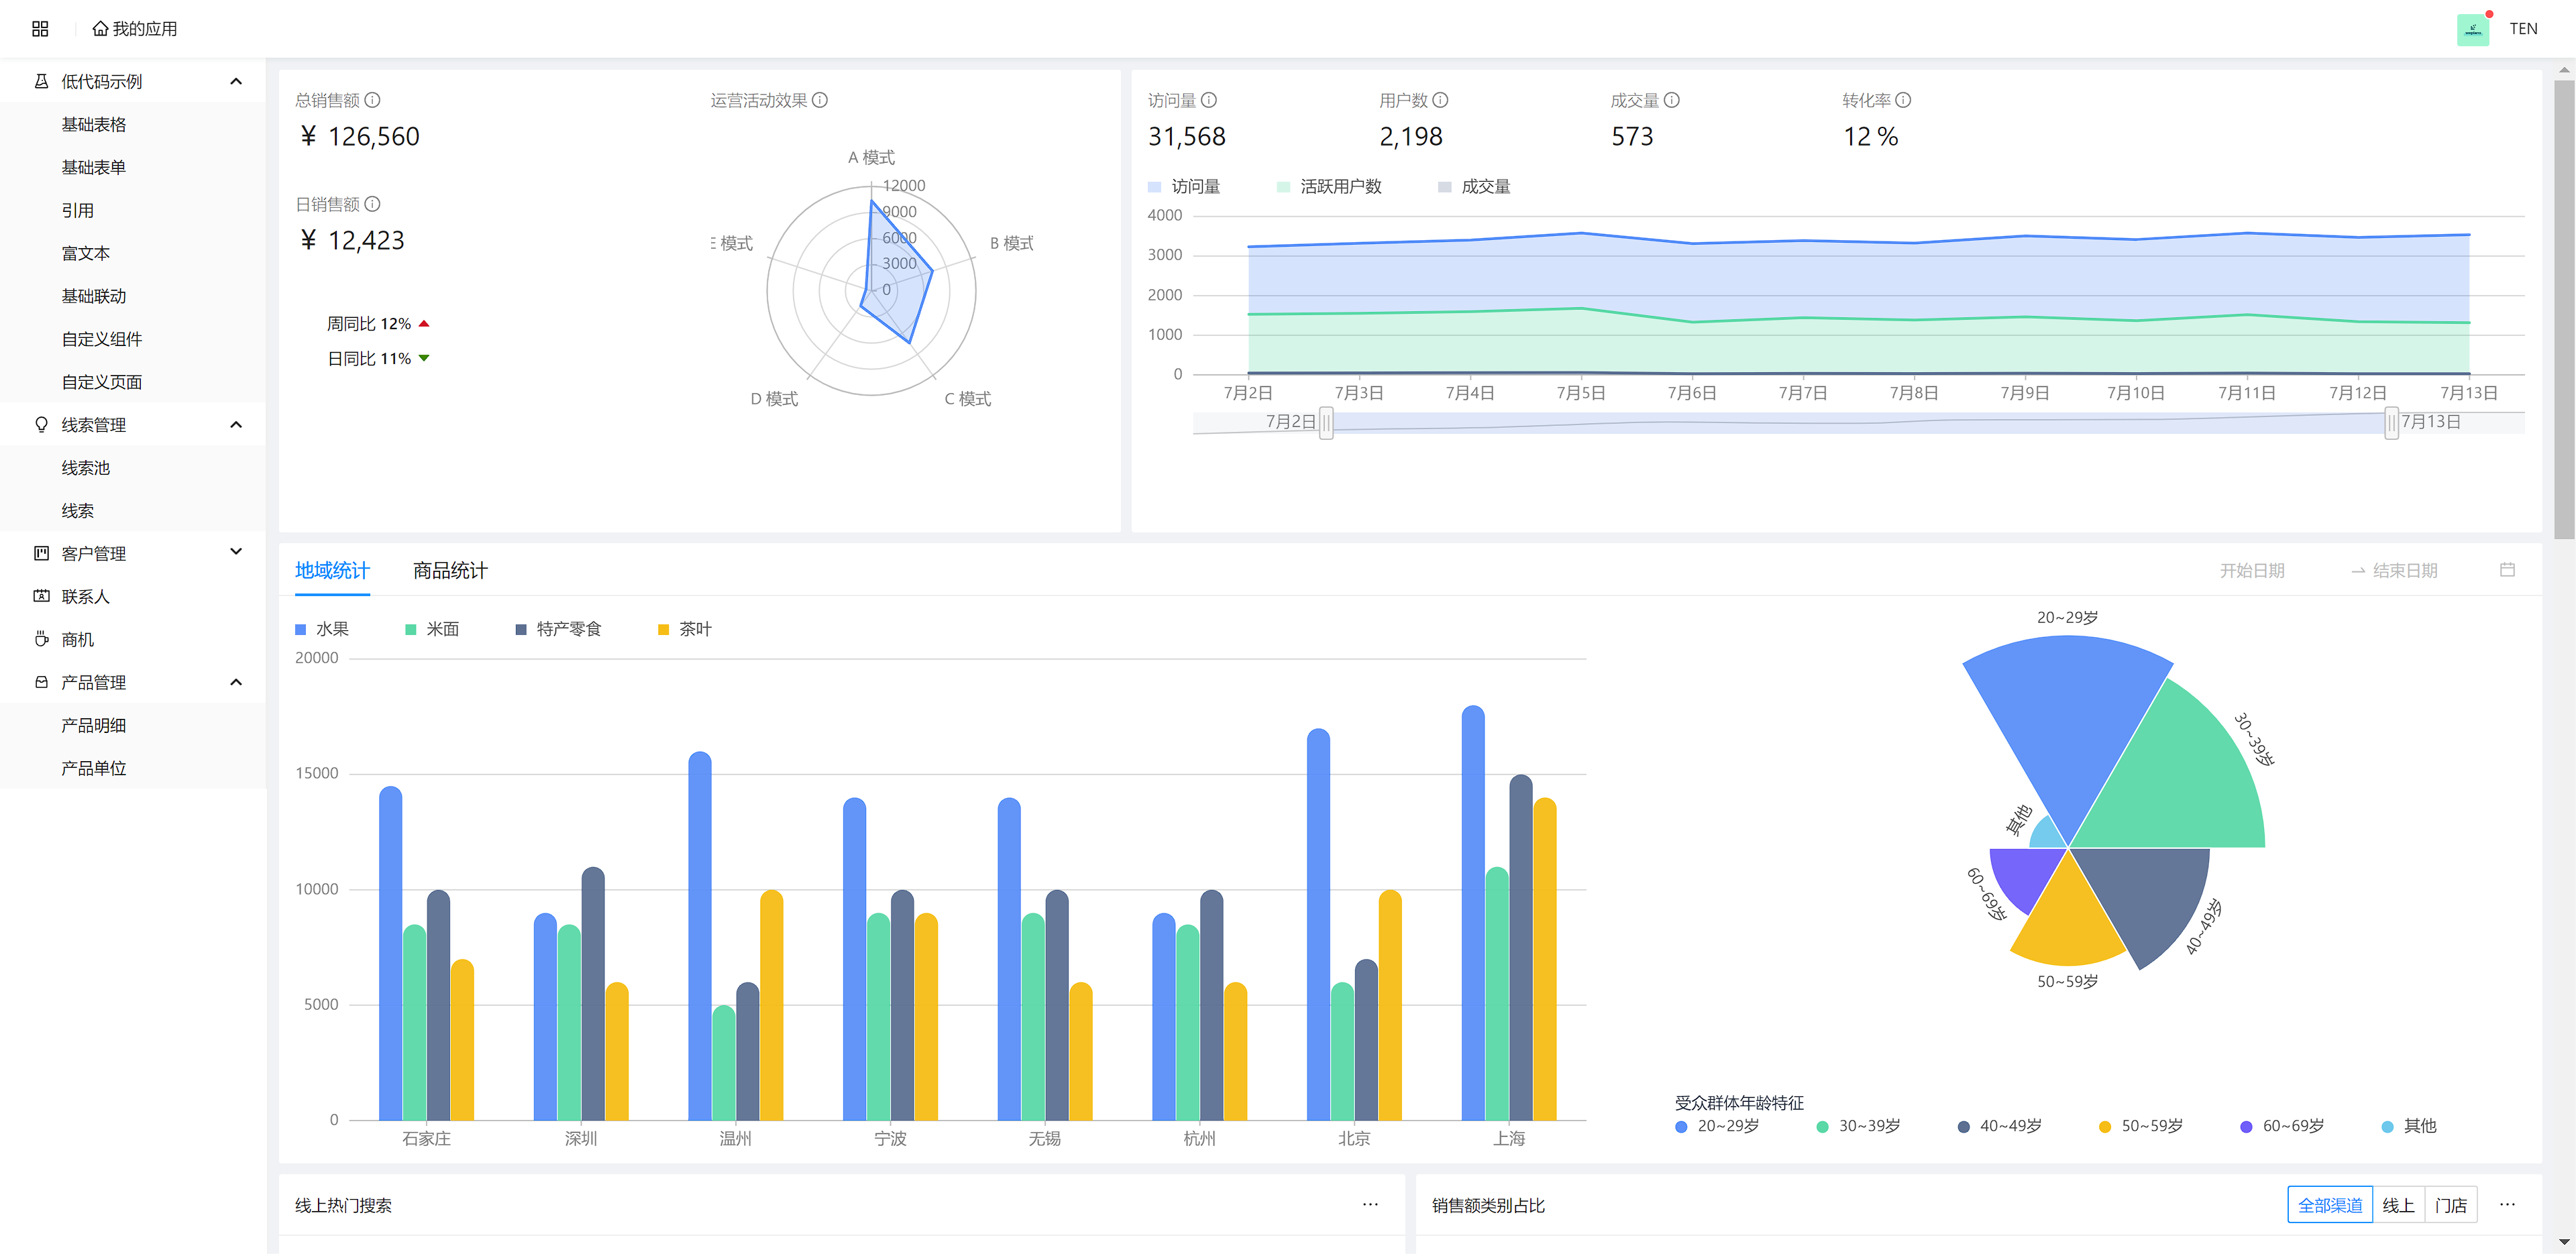 我的应用
TEN
低代码示例
基础表格
基础表单
引用
富文本
基础联动
自定义组件
自定义页面
线索管理
线索池
线索
客户管理
联系人
商机
产品管理
产品明细
产品单位
总销售额
¥ 126,560
日销售额
¥ 12,423
周同比 12%
日同比 11%
运营活动效果
A 模式
B 模式
C 模式
D 模式
E 模式
12000
9000
6000
3000
0
访问量 用户数 成交量 转化率
31,568 2,198 573 12 %
访问量 活跃用户数 成交量
4000
3000
2000
1000
0
7月2日 7月3日 7月4日 7月5日 7月6日 7月7日 7月8日 7月9日 7月10日 7月11日 7月12日 7月13日
7月2日 7月13日
地域统计 商品统计
开始日期 结束日期
水果 米面 特产零食 茶叶
20000
15000
10000
5000
0
石家庄 深圳 温州 宁波 无锡 杭州 北京 上海
20~29岁
30~39岁
40~49岁
50~59岁
60~69岁
其他
受众群体年龄特征
20~29岁 30~39岁 40~49岁 50~59岁 60~69岁 其他
线上热门搜索
销售额类别占比
全部渠道 线上 门店